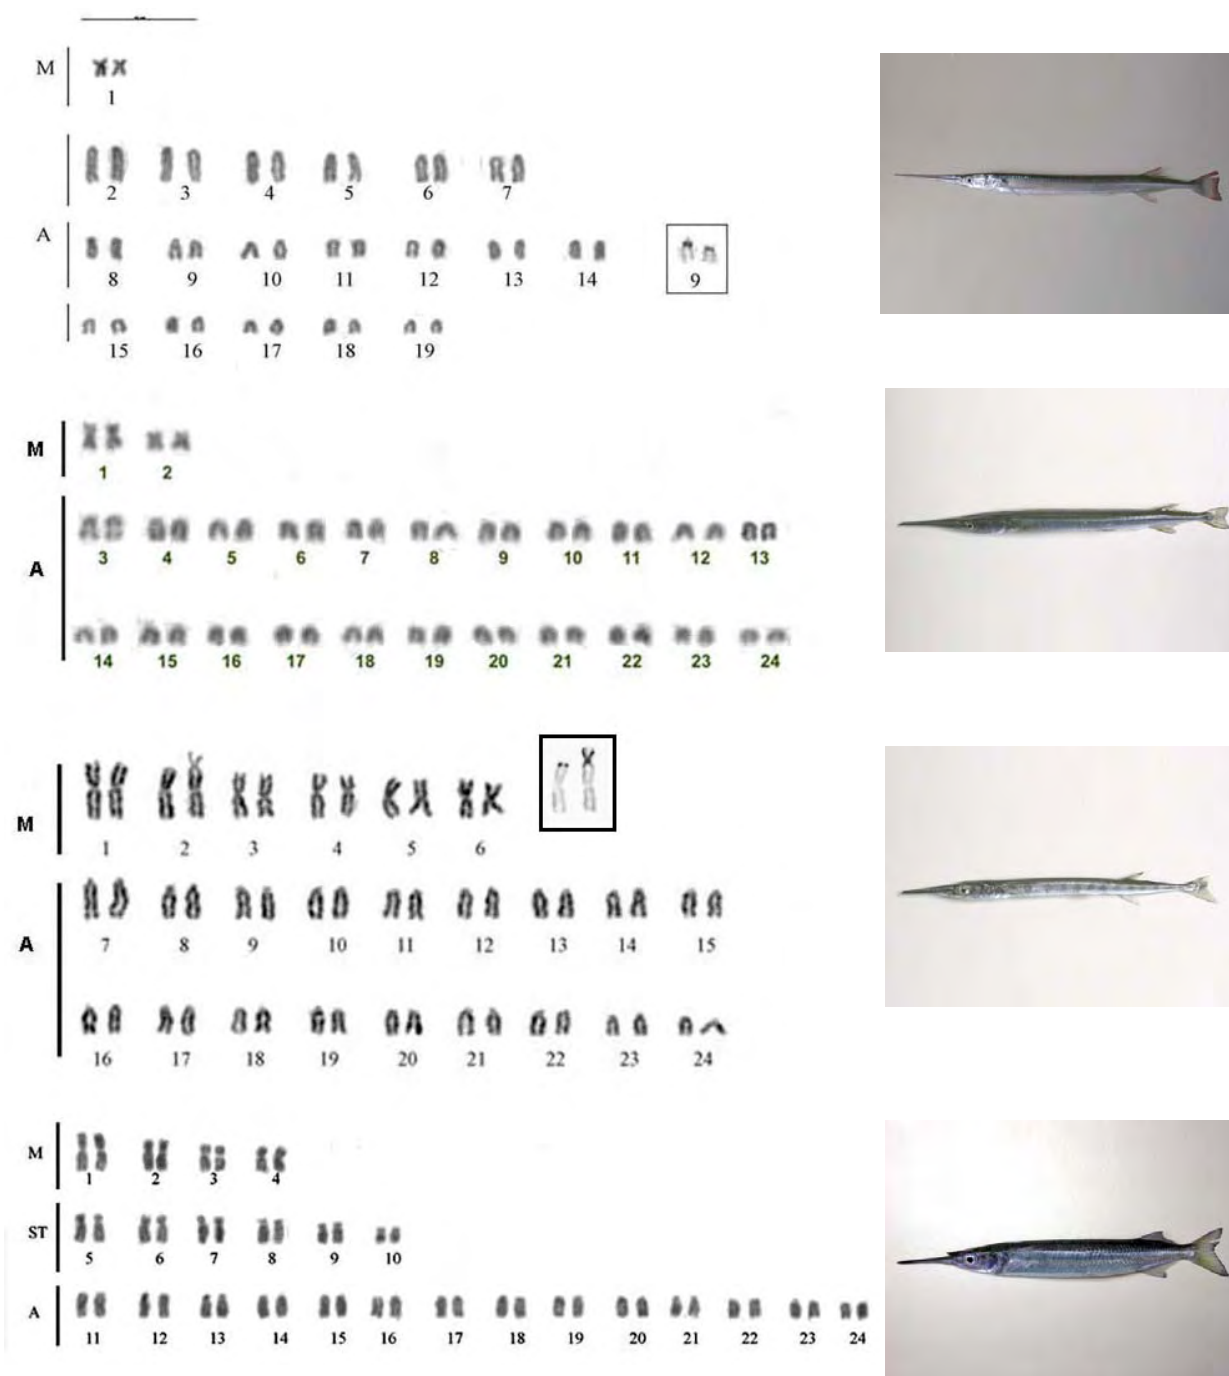 M
1
2 3 4 5 6 7
A
8 9 10 11 12 13 14 9
15 16 17 18 19
M
1 2
3 4 5 6 7 8 9 10 11 12 13
A
14 15 16 17 18 19 20 21 22 23 24
M
1 2 3 4 5 6
A
7 8 9 10 11 12 13 14 15
16 17 18 19 20 21 22 23 24
M
1 2 3 4
ST
5 6 7 8 9 10
A
11 12 13 14 15 16 17 18 19 20 21 22 23 24